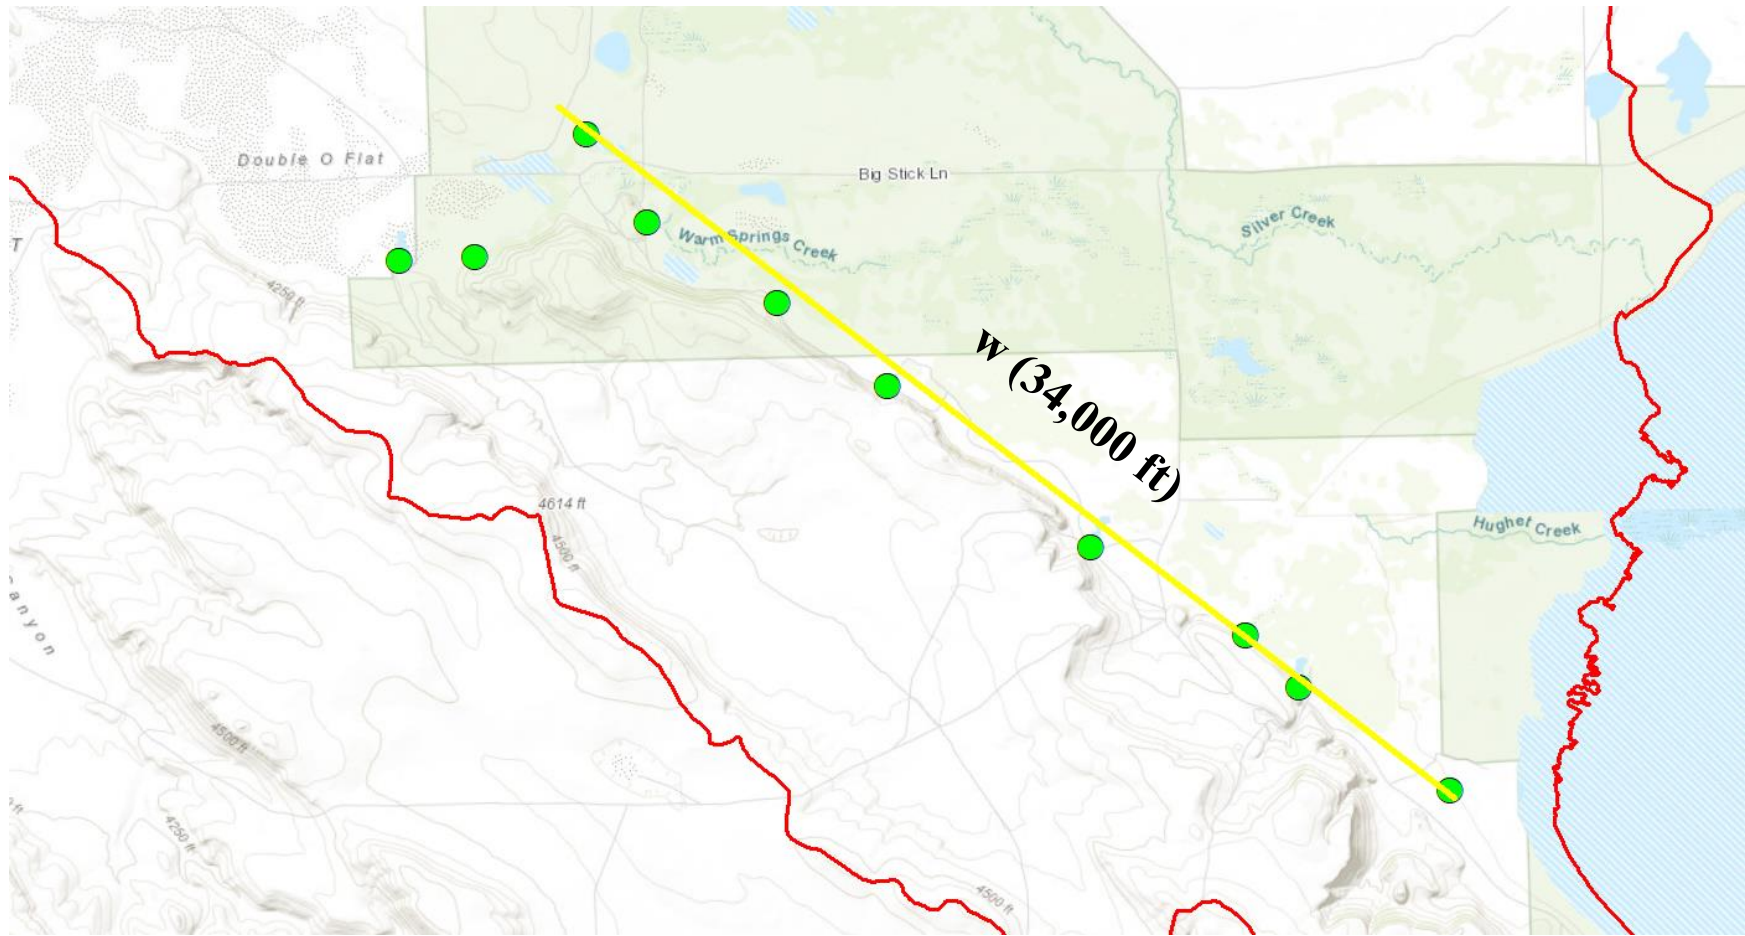 Double O Flat
Big Stick Ln
Silver Creek
Warm Springs Creek
4250 ft
w (34,000 ft)
4614 ft
Hughet Creek
4500 ft
anyon
4500 ft
4250 ft
4500 ft